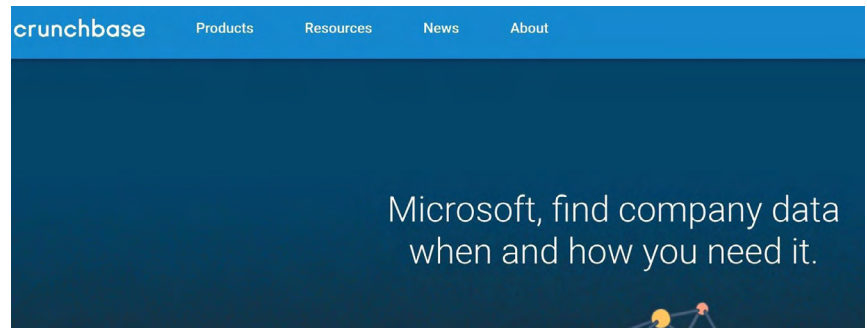 crunchbase Products Resources News About
Microsoft, find company data
when and how you need it.